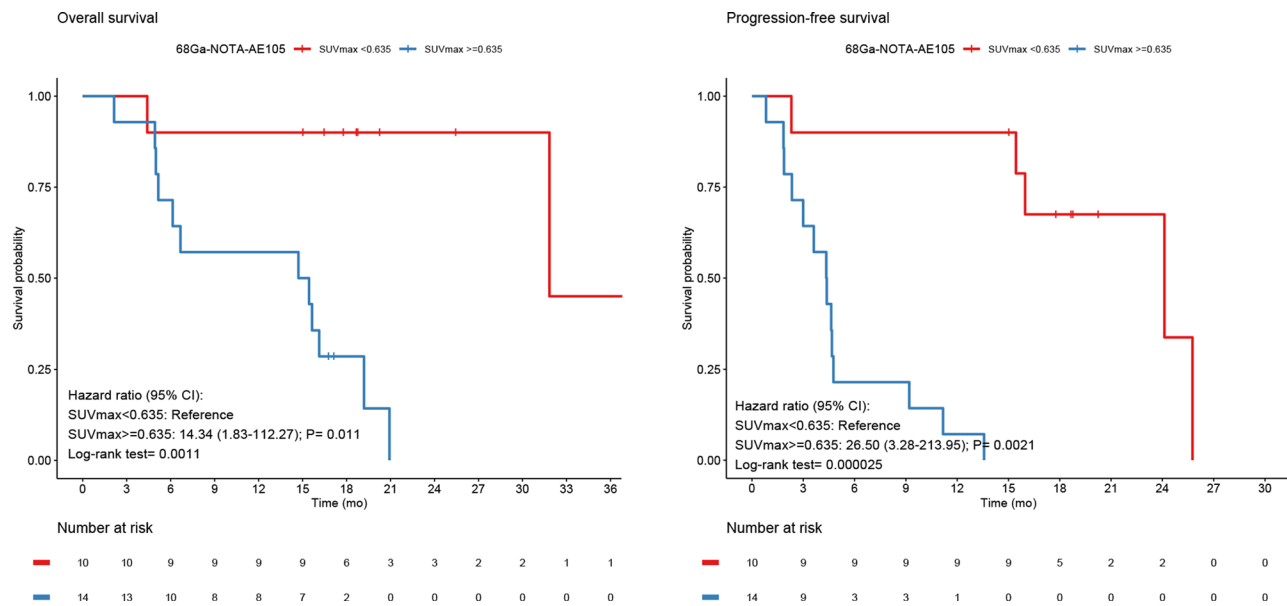 Overall survival
68Ga-NOTA-AE105 SUVmax <0.635 SUVmax >=0.635
1.00
0.75
0.50
0.25
0.00
Survival probability
Hazard ratio (95% CI):
SUVmax<0.635: Reference
SUVmax>=0.635: 14.34 (1.83-112.27); P= 0.011
Log-rank test= 0.0011
0 3 6 9 12 15 18 21 24 27 30 33 36
Time (mo)
Number at risk
10 10 9 9 9 9 6 3 3 2 2 1 1
14 13 10 8 8 7 2 0 0 0 0 0 0
Progression-free survival
68Ga-NOTA-AE105 SUVmax <0.635 SUVmax >=0.635
1.00
0.75
0.50
0.25
0.00
Survival probability
Hazard ratio (95% CI):
SUVmax<0.635: Reference
SUVmax>=0.635: 26.50 (3.28-213.95); P= 0.0021
Log-rank test= 0.000025
0 3 6 9 12 15 18 21 24 27 30
Time (mo)
Number at risk
10 9 9 9 9 9 5 2 2 0 0
14 9 3 3 1 0 0 0 0 0 0